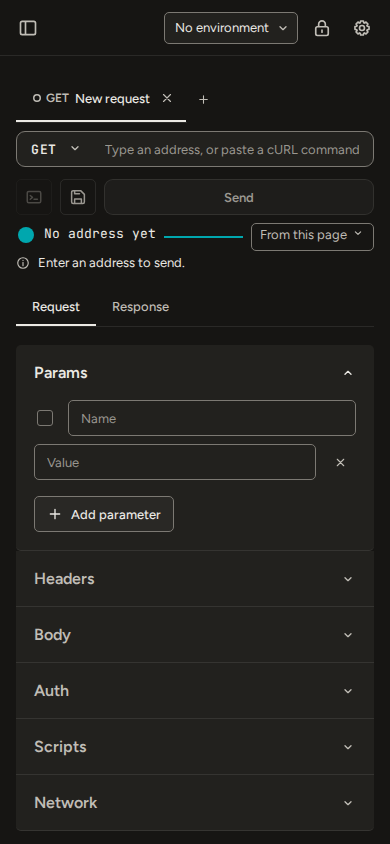 No environment
GET New request
GET Type an address, or paste a cURL command
Send
No address yet From this page
Enter an address to send.
Request Response
Params
Name
Value
Add parameter
Headers
Body
Auth
Scripts
Network